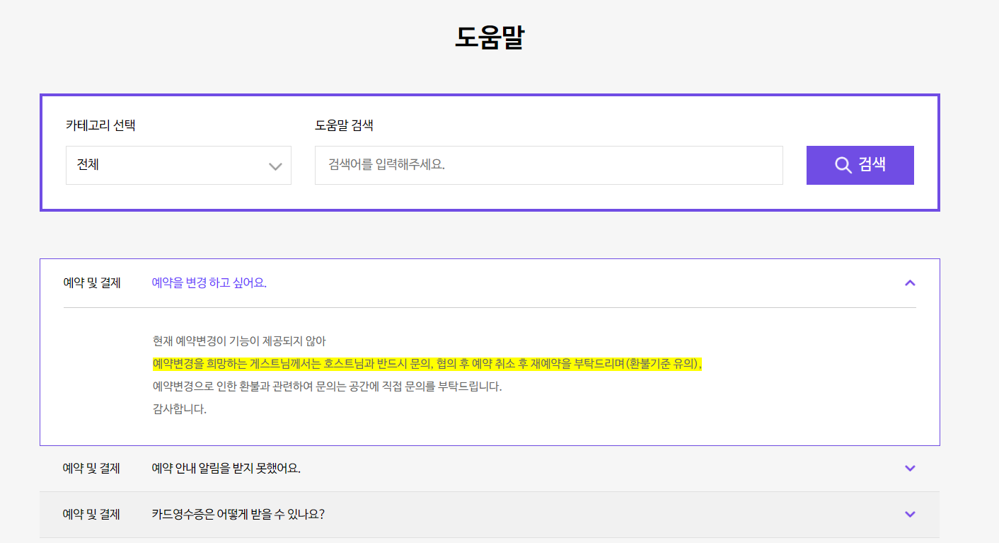 도움말
카테고리 선택
도움말 검색
전체
검색어를 입력해주세요.
검색
예약 및 결제
예약을 변경 하고 싶어요.
현재 예약변경이 기능이 제공되지 않아
예약변경을 희망하는 게스트님께서는 호스트님과 반드시 문의, 협의 후 예약 취소 후 재예약을 부탁드리며(환불기준 유의),
예약변경으로 인한 환불과 관련하여 문의는 공간에 직접 문의를 부탁드립니다.
감사합니다.
예약 및 결제
예약 안내 알림을 받지 못했어요.
예약 및 결제
카드영수증은 어떻게 받을 수 있나요?